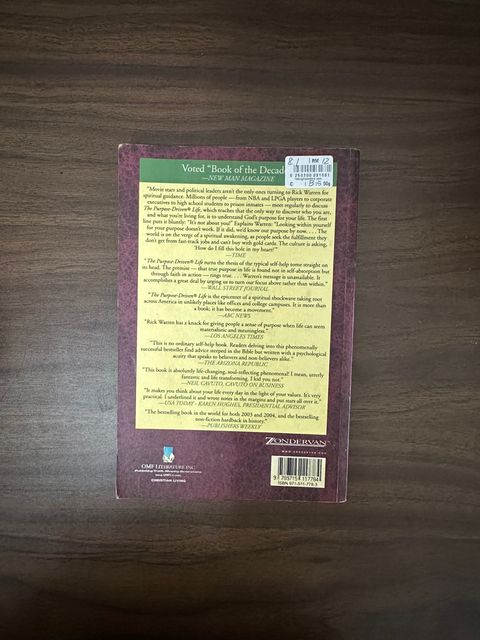 Voted "Book of the Decade
—NEW MAN MAGAZINE
"Movie stars and political leaders aren't the only ones turning to Rick Warren for
spiritual guidance. Millions of people — from NBA and LPGA players to corporate
executives to high school students to prison inmates — meet regularly to discuss
The Purpose-Driven® Life, which teaches that the only way to discover who you are,
and what you're living for, is to understand God's purpose for your life. The first
line puts it bluntly: "It's not about you!" Explains Warren: "Looking within yourself
for your purpose doesn't work. If it did, we'd know our purpose by now. . . . The
world is on the verge of a spiritual awakening, as people seek the fulfillment they
don't get from fast-track jobs and can't buy with gold cards. The culture is asking,
'How do I fill this hole in my heart?'"
—TIME
"The Purpose-Driven® Life turns the thesis of the typical self-help tome straight on
its head. The premise — that true purpose in life is found not in self-absorption but
through faith in action — rings true. . . . Warren's message is unassailable. It
accomplishes a great deal by urging us to turn our focus above rather than within."
—WALL STREET JOURNAL
"The Purpose-Driven® Life is the epicenter of a spiritual shockwave taking root
across America in unlikely places like offices and college campuses. It is more than
a book; it has become a movement."
—ABC NEWS
"Rick Warren has a knack for giving people a sense of purpose when life can seem
materialistic and meaningless."
—LOS ANGELES TIMES
"This is no ordinary self-help book. Readers delving into this phenomenally
successful bestseller find advice steeped in the Bible but written with a psychological
acuity that speaks to believers and non-believers alike."
—THE ARIZONA REPUBLIC
"This book is absolutely life-changing, soul-reflecting phenomena! I mean, utterly
fantastic and life transforming. I kid you not."
—NEIL CAVUTO, CAVUTO ON BUSINESS
"It makes you think about your life every day in the light of your values. It's very
practical. I underlined it and wrote notes in the margins and put stars all over it."
—USA TODAY - KAREN HUGHES, PRESIDENTIAL ADVISOR
"The bestselling book in the world for both 2003 and 2004, and the bestselling
non-fiction hardback in history."
—PUBLISHERS WEEKLY
ZONDERVAN
WWW.ZONDERVAN.COM
OMF LITERATURE INC.
CHRISTIAN LIVING
9 789715 117784
ISBN 971-511-778-3